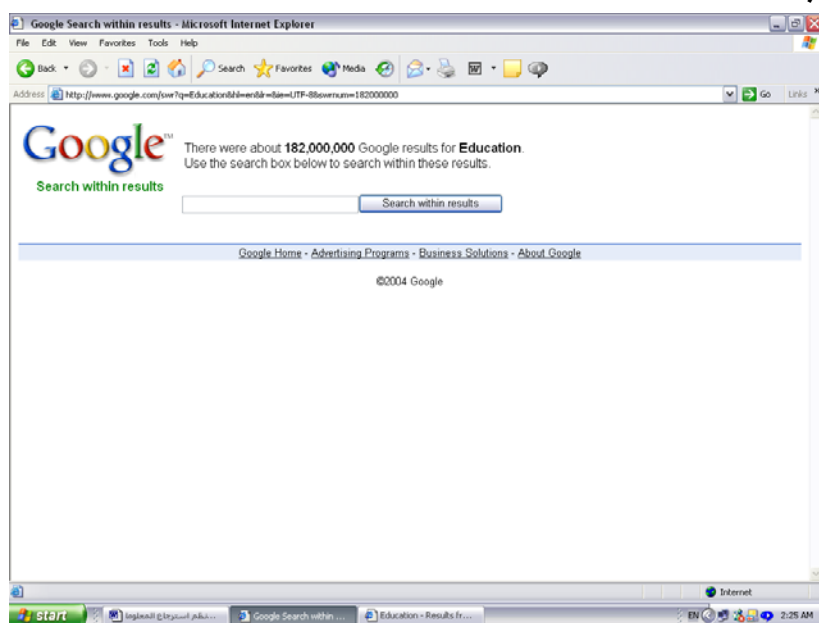 Google Search within results - Microsoft Internet Explorer
File Edit View Favorites Tools Help
Back Search Favorites Media
Address http://www.google.com/swr?q=Education&hl=en&lr=&ie=UTF-8&swrnum=182000000 Go Links »
Google™ There were about 182,000,000 Google results for Education.
Use the search box below to search within these results.
Search within results
Search within results
Google Home - Advertising Programs - Business Solutions - About Google
©2004 Google
Internet
start نظم استرجاع المعلوما... Google Search within ... Education - Results fr... EN 2:25 AM